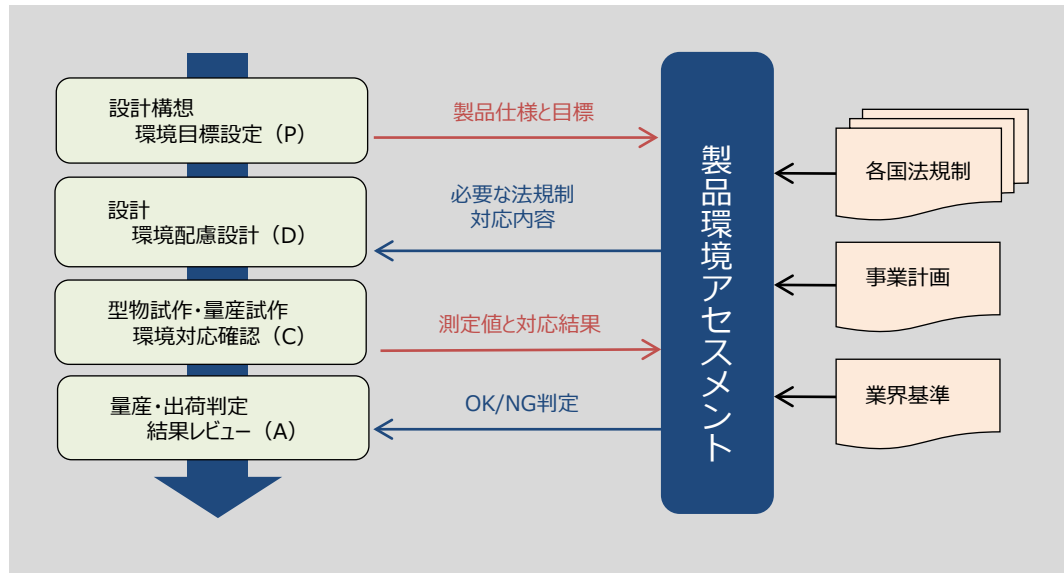 設計構想
環境目標設定（P）
設計
環境配慮設計（D）
型物試作・量産試作
環境対応確認（C）
量産・出荷判定
結果レビュー（A）
製品仕様と目標
必要な法規制
対応内容
測定値と対応結果
OK/NG判定
製品環境アセスメント
各国法規制
事業計画
業界基準